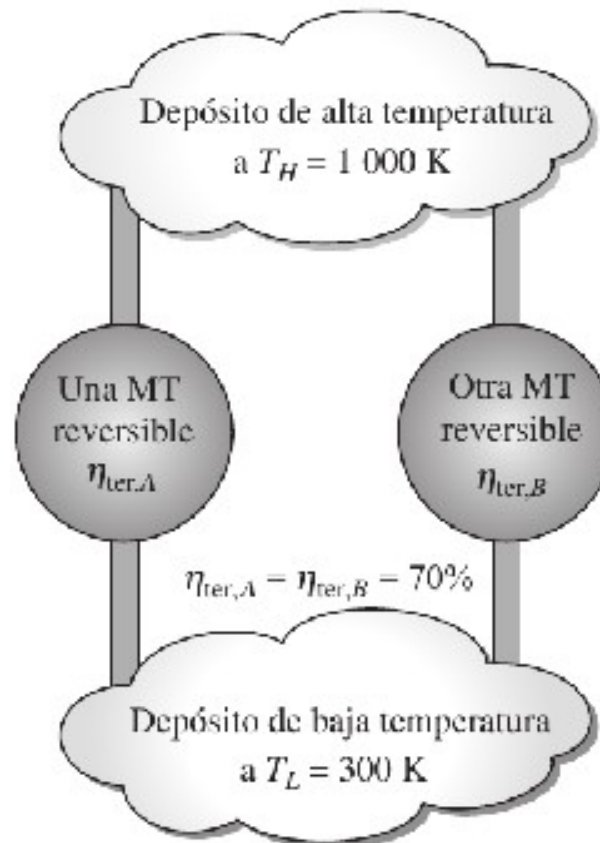 Depósito de alta temperatura
a T_H = 1 000 K
Una MT
reversible
η_ter,A
Otra MT
reversible
η_ter,B
η_ter,A = η_ter,B = 70%
Depósito de baja temperatura
a T_L = 300 K